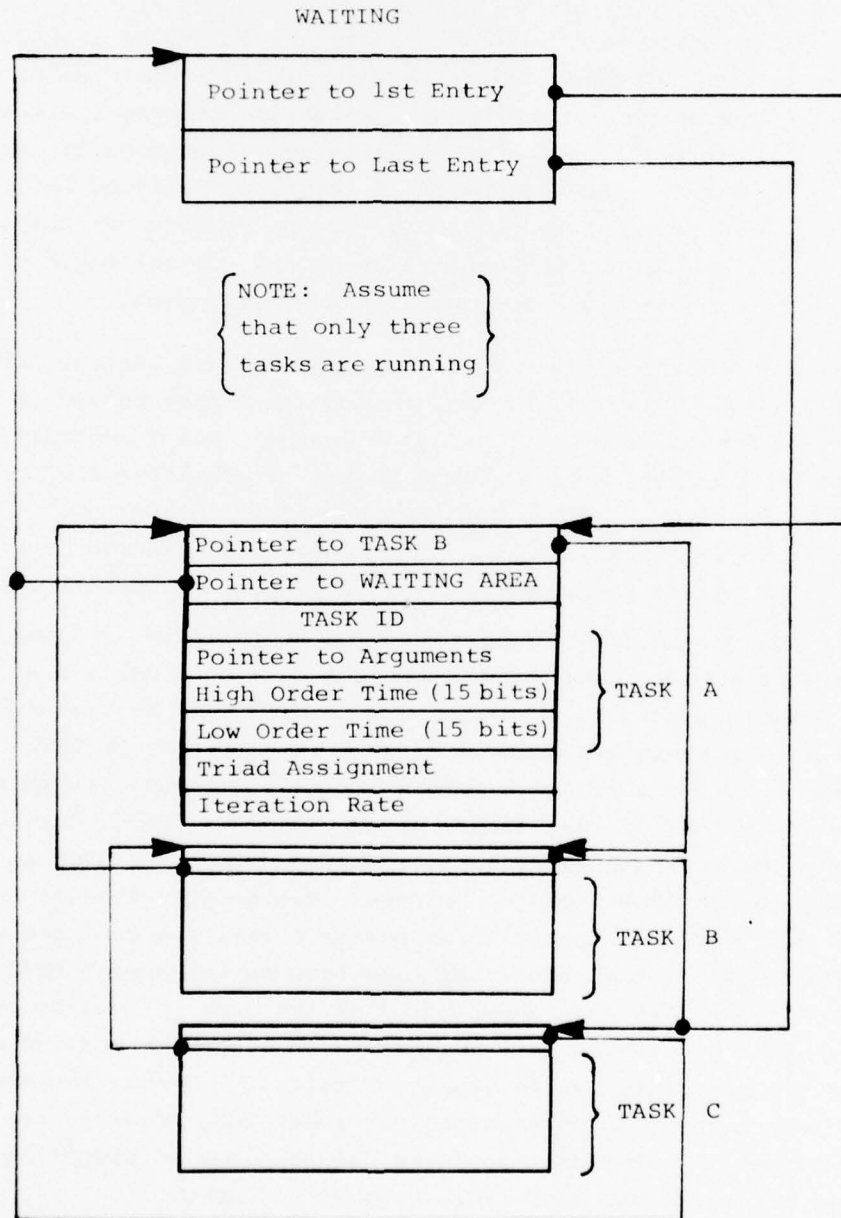 WAITING
Pointer to 1st Entry
Pointer to Last Entry
NOTE: Assume
that only three
tasks are running
Pointer to TASK B
Pointer to WAITING AREA
TASK ID
Pointer to Arguments
High Order Time (15 bits)
Low Order Time (15 bits)
Triad Assignment
Iteration Rate
TASK A
TASK B
TASK C